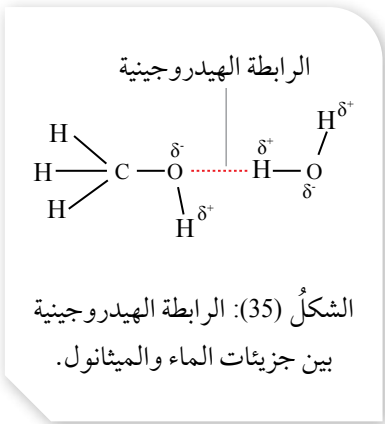 الرابطة الهيدروجينية
H
H
H
C
O
δ-
H
δ+
H
δ+
O
δ-
H
δ+
الشكلُ (35): الرابطة الهيدروجينية
بين جزيئات الماء والميثانول.